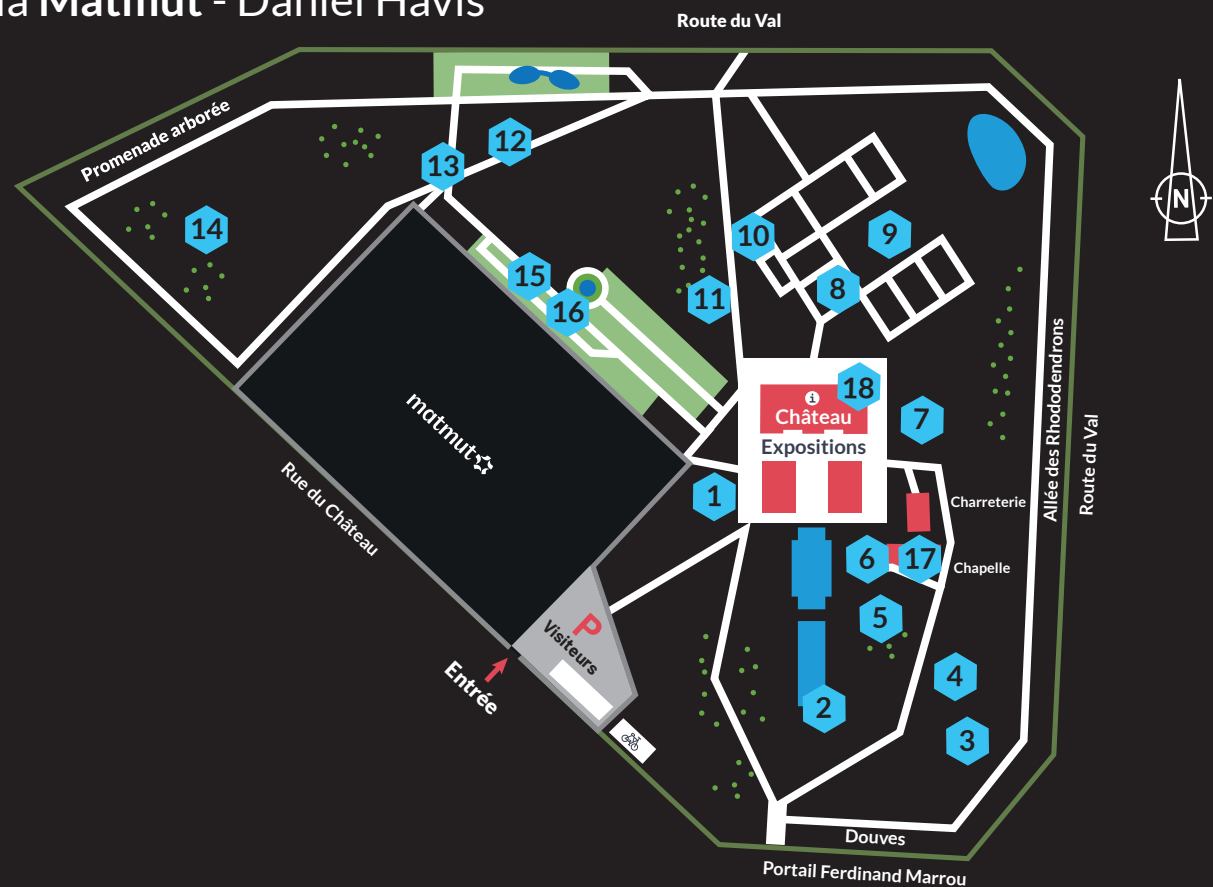 la Matmut - Daniel Havis
Route du Val
Promenade arborée
12
13
14
N
10
9
15
8
16
11
18
i
Château
Expositions
7
matmut
Allée des Rhododendrons
Route du Val
1
Charreterie
Rue du Château
6
17
Chapelle
5
P
Visiteurs
Entrée
4
2
3
Douves
Portail Ferdinand Marrou